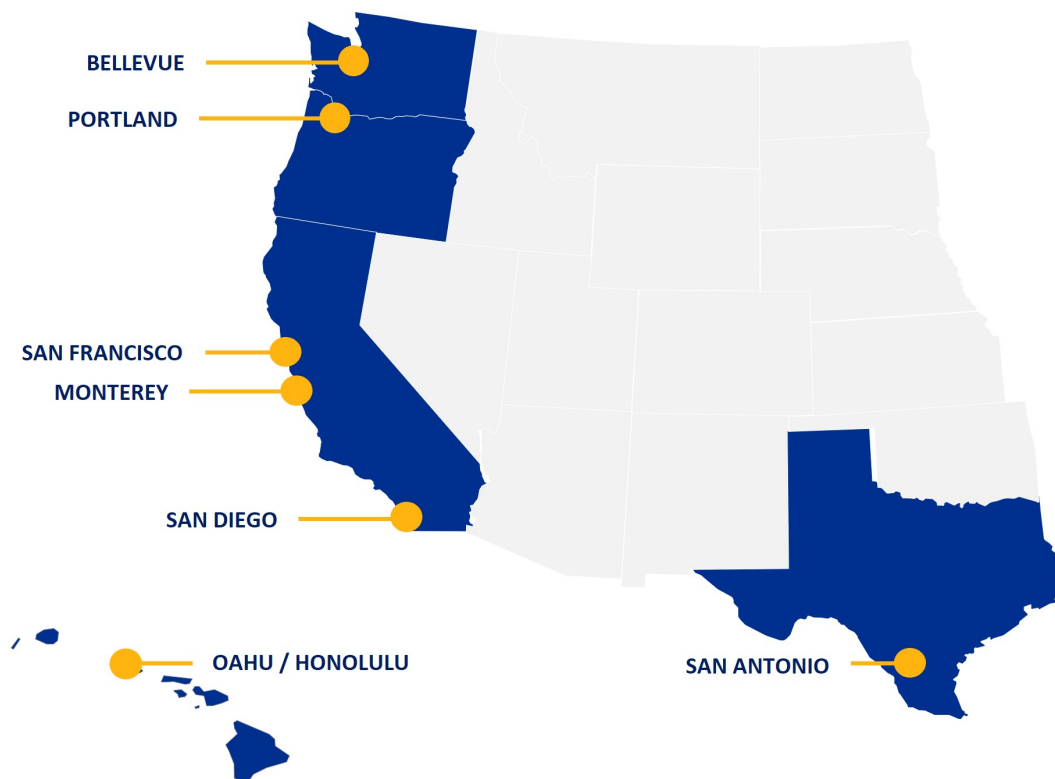 BELLEVUE
PORTLAND
SAN FRANCISCO
MONTEREY
SAN DIEGO
OAHU / HONOLULU
SAN ANTONIO